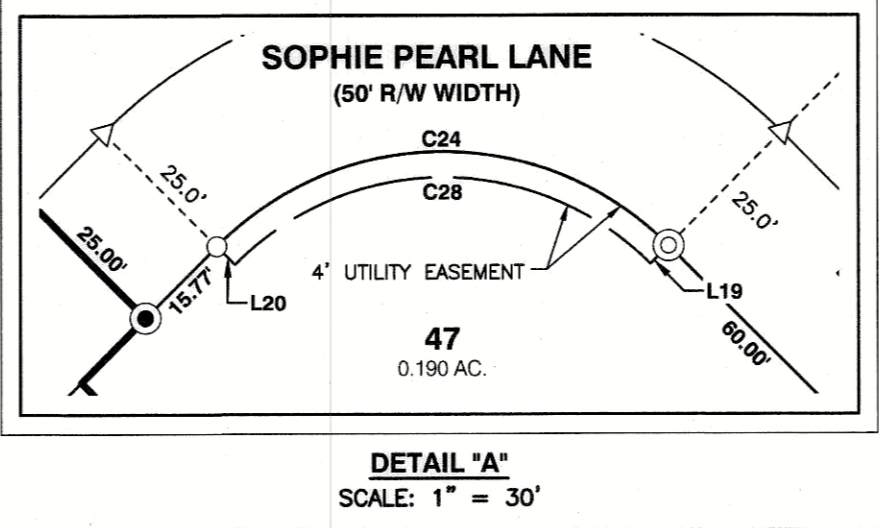 SOPHIE PEARL LANE
(50' R/W WIDTH)
C24
C28
25.0'
25.0'
25.00'
15.77'
L20
4' UTILITY EASEMENT
L19
60.00'
47
0.190 AC.
DETAIL "A"
SCALE: 1" = 30'